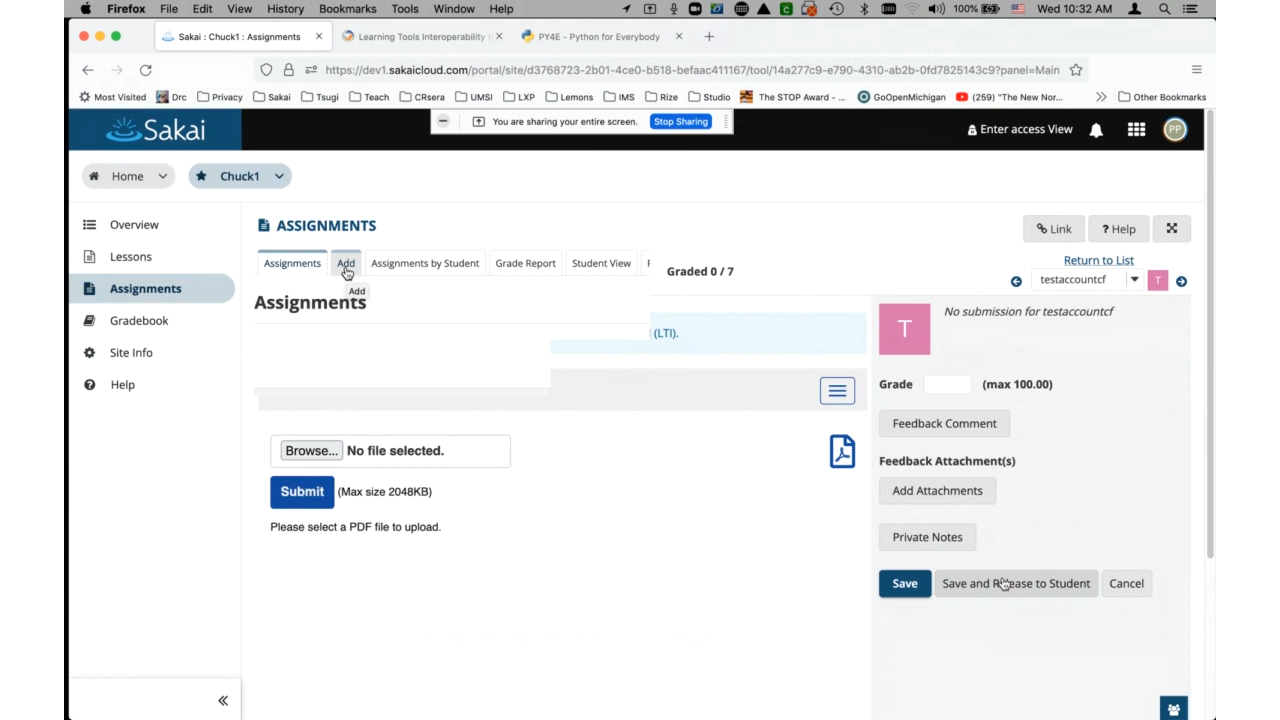 Firefox File Edit View History Bookmarks Tools Window Help 100% Wed 10:32 AM
Sakai : Chuck1 : Assignments × Learning Tools Interoperability ( × PY4E - Python for Everybody × +
https://dev1.sakaicloud.com/portal/site/d3768723-2b01-4ce0-b518-befaac411167/tool/14a277c9-e790-4310-ab2b-0fd7825143c9?panel=Main
Most Visited Drc Privacy Sakai Tsugi Teach CRsera UMSI LXP Lemons IMS Rize Studio The STOP Award - ... GoOpenMichigan (259) "The New Nor... Other Bookmarks
Sakai
You are sharing your entire screen. Stop Sharing
Enter access View PP
Home Chuck1
Overview
Lessons
Assignments
Gradebook
Site Info
Help
ASSIGNMENTS
Link ? Help
Assignments Add Assignments by Student Grade Report Student View
Add
Assignments
Graded 0 / 7
Return to List
testaccountcf T
(LTI).
T
No submission for testaccountcf
Grade (max 100.00)
Feedback Comment
Feedback Attachment(s)
Add Attachments
Private Notes
Save Save and Release to Student Cancel
Browse... No file selected.
Submit (Max size 2048KB)
Please select a PDF file to upload.